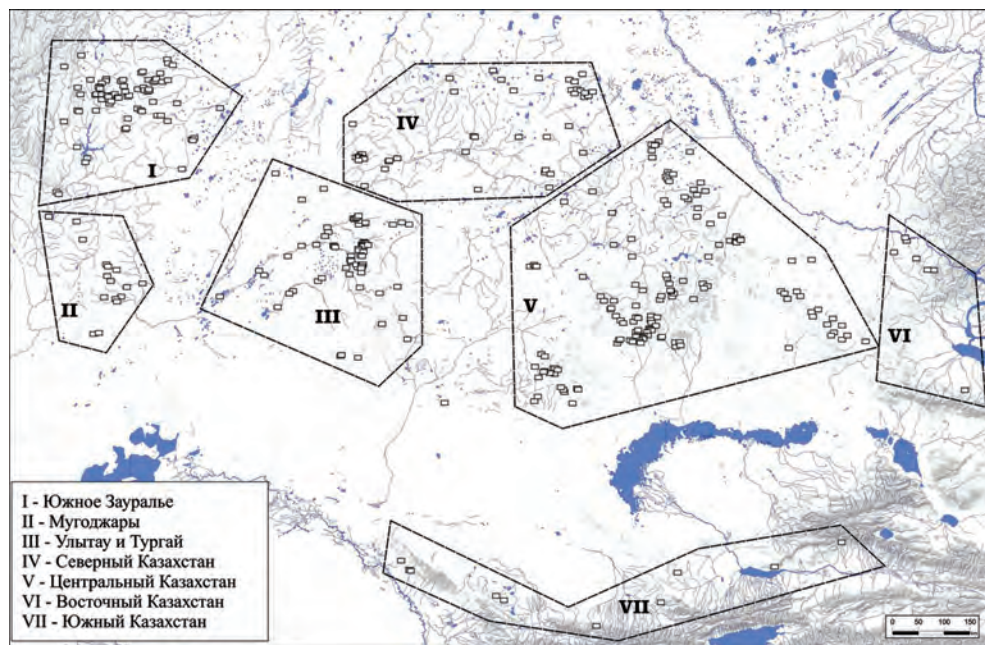 I
II
III
IV
V
VI
VII
I - Южное Зауралье
II - Мугоджары
III - Улытау и Тургай
IV - Северный Казахстан
V - Центральный Казахстан
VI - Восточный Казахстан
VII - Южный Казахстан
0 50 100 150